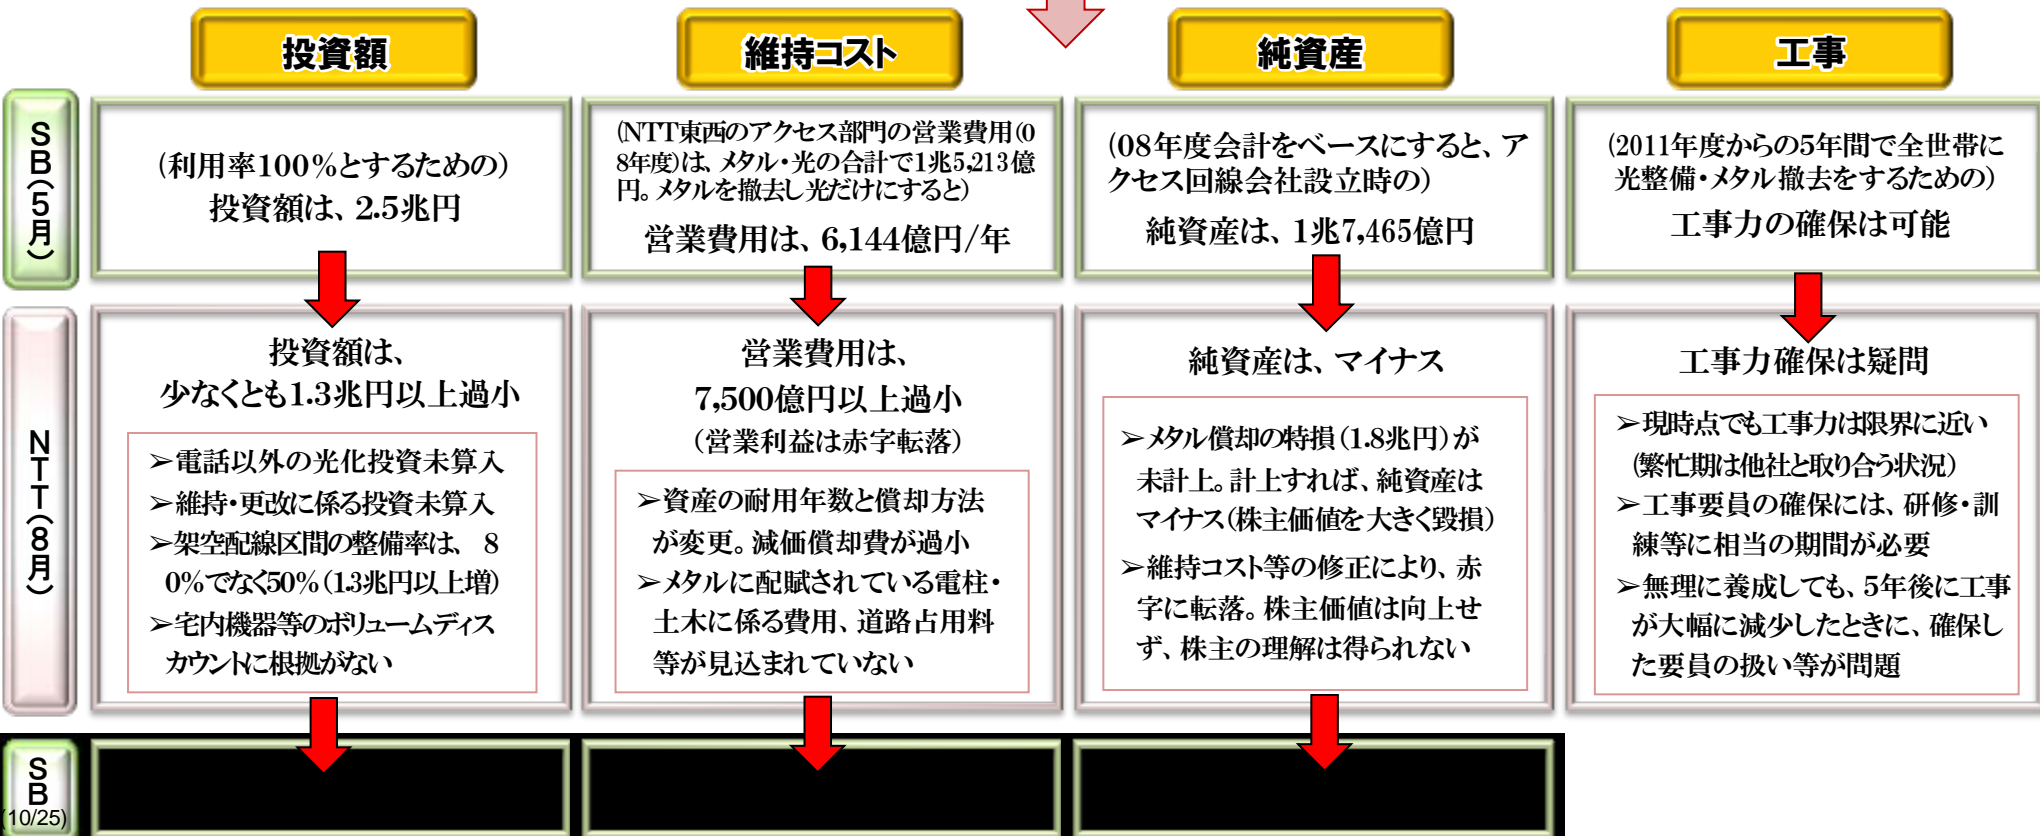 投資額
維持コスト
純資産
工事
SB(5月)
(利用率100%とするための)
投資額は、2.5兆円
(NTT東西のアクセス部門の営業費用(0
8年度)は、メタル・光の合計で1兆5,213億
円。メタルを撤去し光だけにすると)
営業費用は、6,144億円/年
(08年度会計をベースにすると、ア
クセス回線会社設立時の)
純資産は、1兆7,465億円
(2011年度からの5年間で全世帯に
光整備・メタル撤去をするための)
工事力の確保は可能
NTT(8月)
投資額は、
少なくとも1.3兆円以上過小
➢電話以外の光化投資未算入
➢維持・更改に係る投資未算入
➢架空配線区間の整備率は、8
0%でなく50%(1.3兆円以上増)
➢宅内機器等のボリュームディス
カウントに根拠がない
営業費用は、
7,500億円以上過小
(営業利益は赤字転落)
➢資産の耐用年数と償却方法
が変更。減価償却費が過小
➢メタルに配賦されている電柱・
土木に係る費用、道路占用料
等が見込まれていない
純資産は、マイナス
➢メタル償却の特損(1.8兆円)が
未計上。計上すれば、純資産は
マイナス(株主価値を大きく毀損)
➢維持コスト等の修正により、赤
字に転落。株主価値は向上せ
ず、株主の理解は得られない
工事力確保は疑問
➢現時点でも工事力は限界に近い
(繁忙期は他社と取り合う状況)
➢工事要員の確保には、研修・訓
練等に相当の期間が必要
➢無理に養成しても、5年後に工事
が大幅に減少したときに、確保し
た要員の扱い等が問題
SB
(10/25)